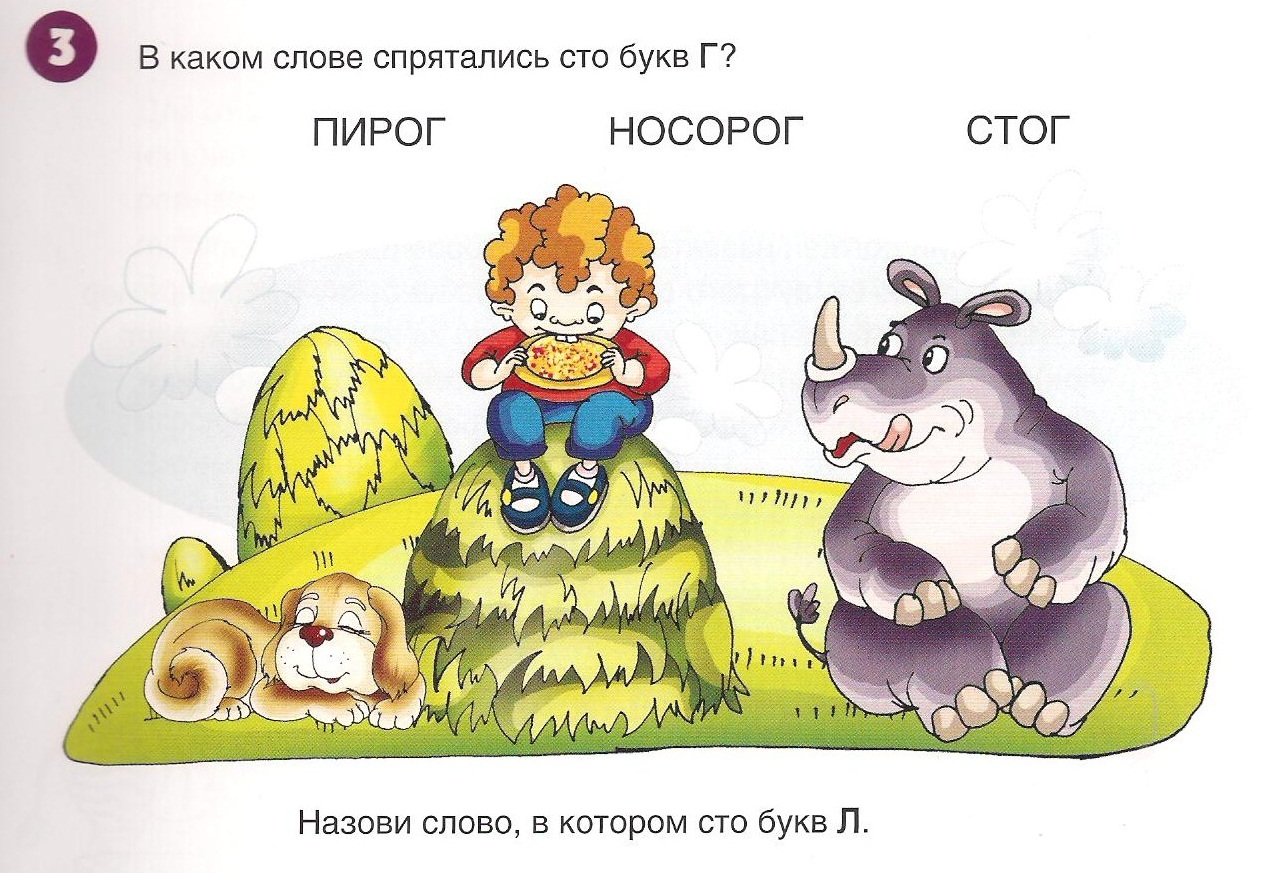 3 В каком слове спрятались сто букв Г?
ПИРОГ НОСОРОГ СТОГ
Назови слово, в котором сто букв Л.